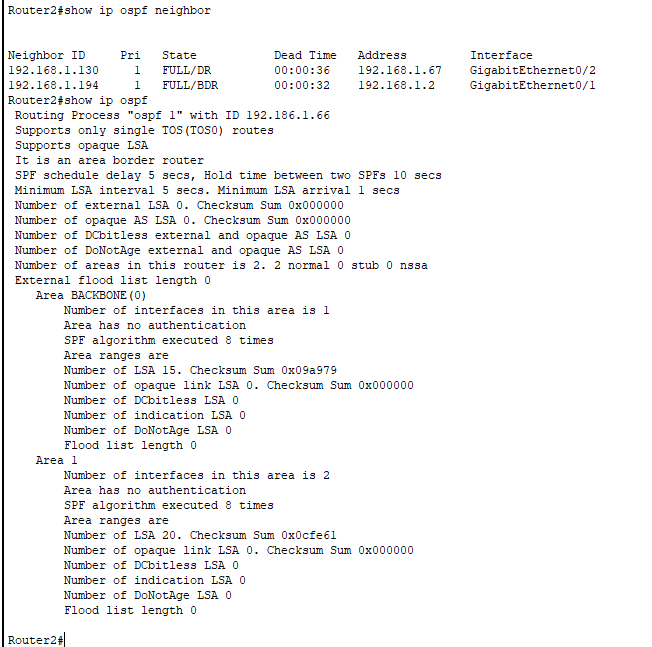 Router2#show ip ospf neighbor
Neighbor ID     Pri   State           Dead Time   Address         Interface
192.168.1.130     1   FULL/DR         00:00:36    192.168.1.67    GigabitEthernet0/2
192.168.1.194     1   FULL/BDR        00:00:32    192.168.1.2     GigabitEthernet0/1
Router2#show ip ospf
 Routing Process "ospf 1" with ID 192.186.1.66
 Supports only single TOS(TOS0) routes
 Supports opaque LSA
 It is an area border router
 SPF schedule delay 5 secs, Hold time between two SPFs 10 secs
 Minimum LSA interval 5 secs. Minimum LSA arrival 1 secs
 Number of external LSA 0. Checksum Sum 0x000000
 Number of opaque AS LSA 0. Checksum Sum 0x000000
 Number of DCbitless external and opaque AS LSA 0
 Number of DoNotAge external and opaque AS LSA 0
 Number of areas in this router is 2. 2 normal 0 stub 0 nssa
 External flood list length 0
    Area BACKBONE(0)
        Number of interfaces in this area is 1
        Area has no authentication
        SPF algorithm executed 8 times
        Area ranges are
        Number of LSA 15. Checksum Sum 0x09a979
        Number of opaque link LSA 0. Checksum Sum 0x000000
        Number of DCbitless LSA 0
        Number of indication LSA 0
        Number of DoNotAge LSA 0
        Flood list length 0
    Area 1
        Number of interfaces in this area is 2
        Area has no authentication
        SPF algorithm executed 8 times
        Area ranges are
        Number of LSA 20. Checksum Sum 0x0cfe61
        Number of opaque link LSA 0. Checksum Sum 0x000000
        Number of DCbitless LSA 0
        Number of indication LSA 0
        Number of DoNotAge LSA 0
        Flood list length 0
Router2#